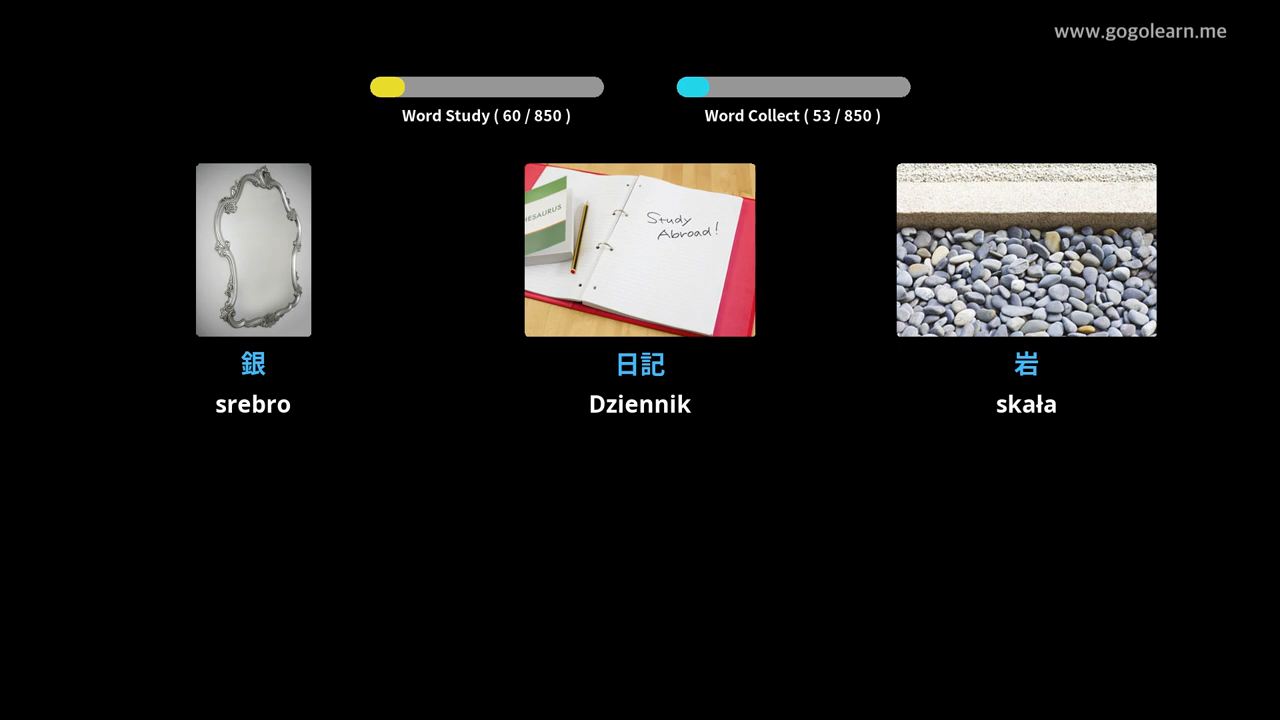 www.gogolearn.me
Word Study ( 60 / 850 )
Word Collect ( 53 / 850 )
HESAURUS
Study
Abroad!
銀
日記
岩
srebro
Dziennik
skała